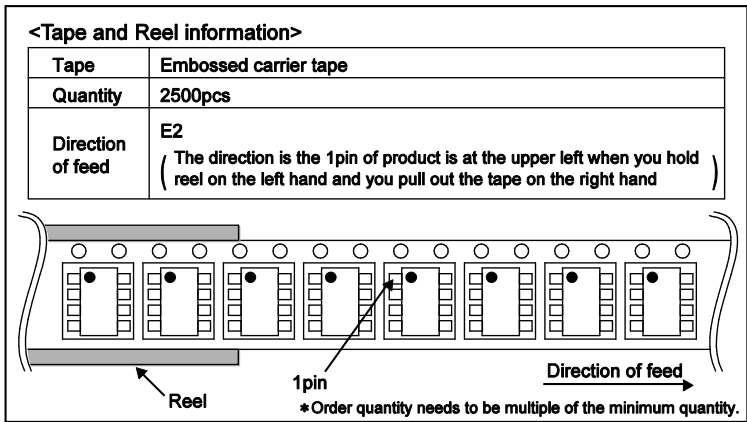 <Tape and Reel information>
Tape Embossed carrier tape
Quantity 2500pcs
Direction of feed E2
( The direction is the 1pin of product is at the upper left when you hold
reel on the left hand and you pull out the tape on the right hand )
Reel
1pin
Direction of feed
*Order quantity needs to be multiple of the minimum quantity.